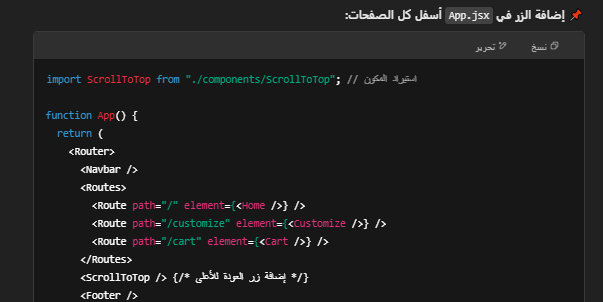 📌 إضافة الزر في App.jsx أسفل كل الصفحات:
نسخ تحرير
import ScrollToTop from "./components/ScrollToTop"; // استيراد المكون
function App() {
return (
<Router>
<Navbar />
<Routes>
<Route path="/" element={<Home />} />
<Route path="/customize" element={<Customize />} />
<Route path="/cart" element={<Cart />} />
</Routes>
<ScrollToTop /> {/* إضافة زر العودة للأعلى */}
<Footer />